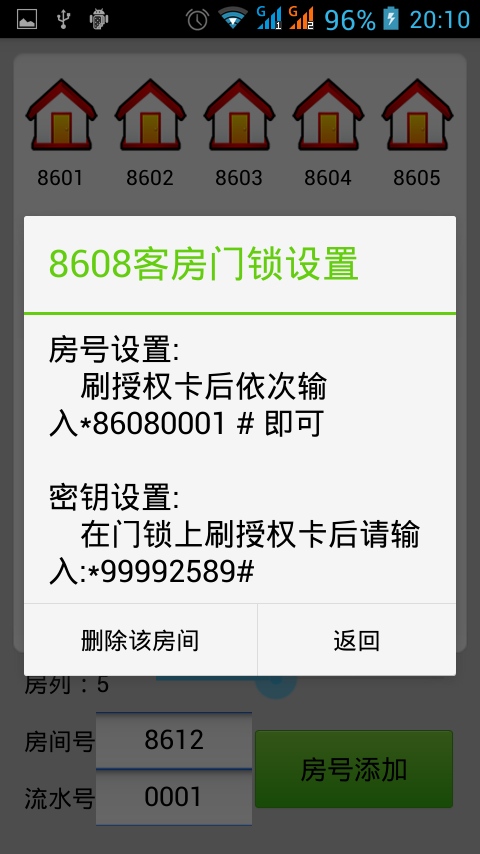 G 1 G 2 96% 20:10
8601 8602 8603 8604 8605
8608客房门锁设置
房号设置:
刷授权卡后依次输
入*86080001 # 即可
密钥设置:
在门锁上刷授权卡后请输
入:*99992589#
删除该房间 返回
房列：5
房间号 8612
房号添加
流水号 0001